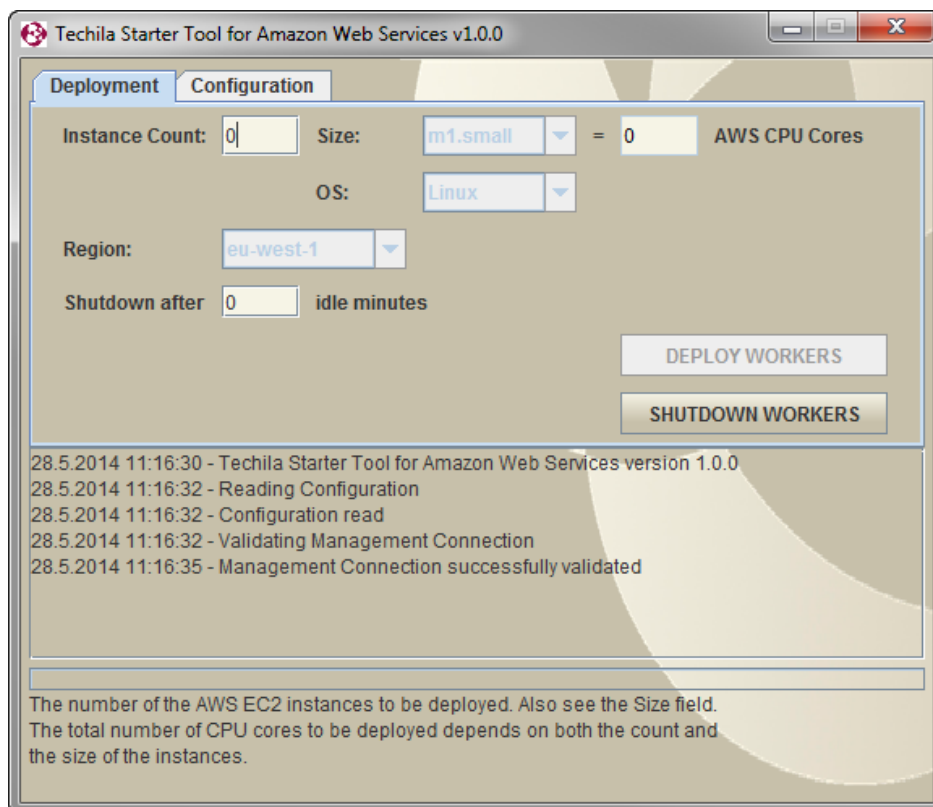 Techila Starter Tool for Amazon Web Services v1.0.0
Deployment Configuration
Instance Count: 0 Size: m1.small = 0 AWS CPU Cores
OS: Linux
Region: eu-west-1
Shutdown after 0 idle minutes
DEPLOY WORKERS
SHUTDOWN WORKERS
28.5.2014 11:16:30 - Techila Starter Tool for Amazon Web Services version 1.0.0
28.5.2014 11:16:32 - Reading Configuration
28.5.2014 11:16:32 - Configuration read
28.5.2014 11:16:32 - Validating Management Connection
28.5.2014 11:16:35 - Management Connection successfully validated
The number of the AWS EC2 instances to be deployed. Also see the Size field.
The total number of CPU cores to be deployed depends on both the count and
the size of the instances.